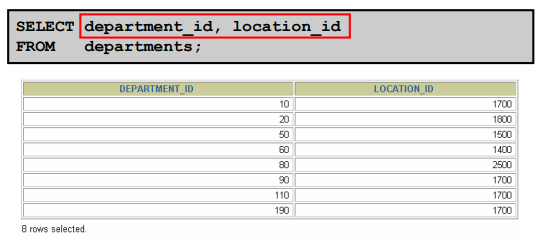 SELECT department_id, location_id
FROM departments;
DEPARTMENT_ID LOCATION_ID
10 1700
20 1800
50 1500
60 1400
80 2500
90 1700
110 1700
190 1700
8 rows selected.